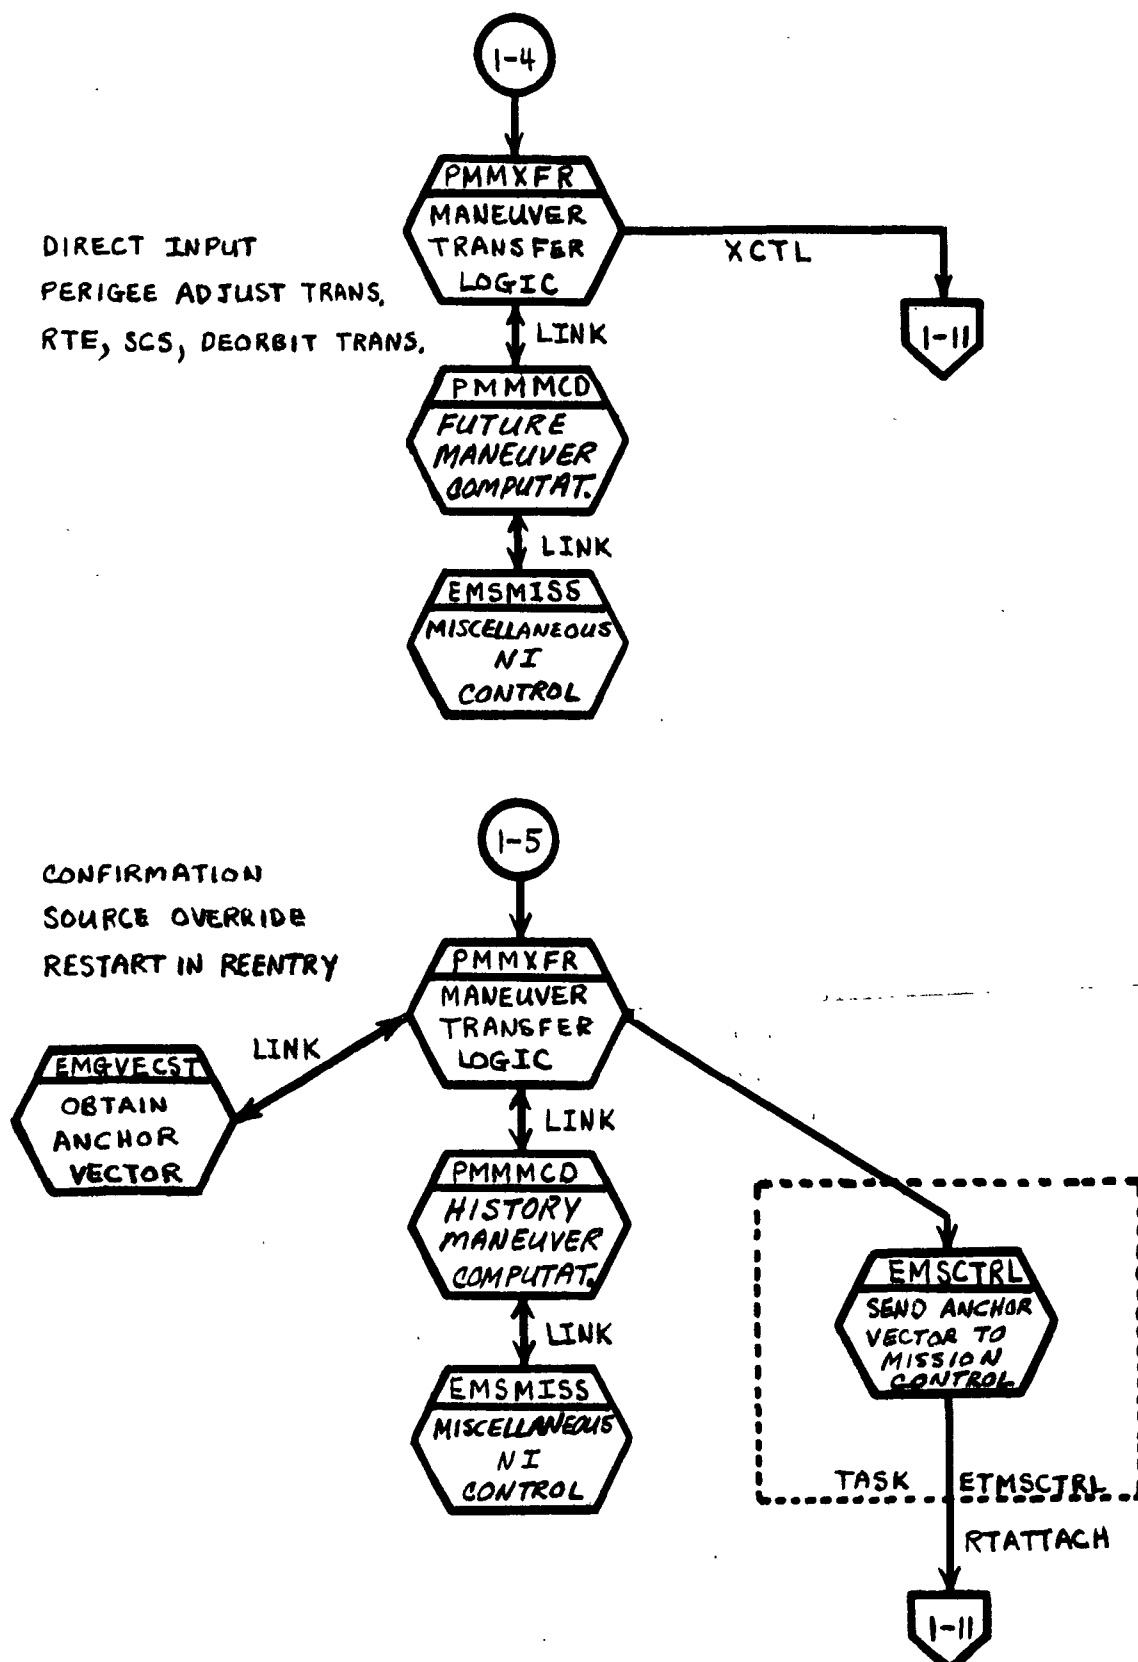 1-4
PMMXFR
MANEUVER
TRANSFER
LOGIC
XCTL
1-11
DIRECT INPUT
PERIGEE ADJUST TRANS.
RTE, SCS, DEORBIT TRANS.
LINK
PMMMCD
FUTURE
MANEUVER
COMPUTAT.
LINK
EMSMISS
MISCELLANEOUS
NI
CONTROL
1-5
CONFIRMATION
SOURCE OVERRIDE
RESTART IN REENTRY
PMMXFR
MANEUVER
TRANSFER
LOGIC
LINK
EMGVECST
OBTAIN
ANCHOR
VECTOR
LINK
PMMMCD
HISTORY
MANEUVER
COMPUTAT.
LINK
EMSMISS
MISCELLANEOUS
NI
CONTROL
EMSCTRL
SEND ANCHOR
VECTOR TO
MISSION
CONTROL
TASK ETMSCTRL
RTATTACH
1-11